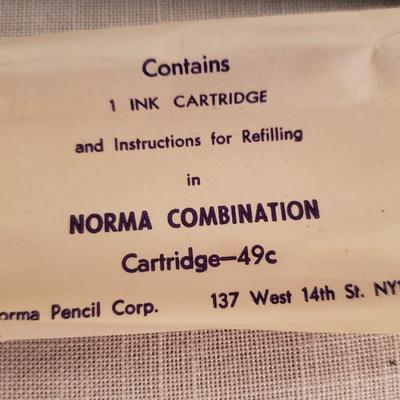 Contains
1 INK CARTRIDGE
and Instructions for Refilling
in
NORMA COMBINATION
Cartridge—49c
orma Pencil Corp. 137 West 14th St. NY